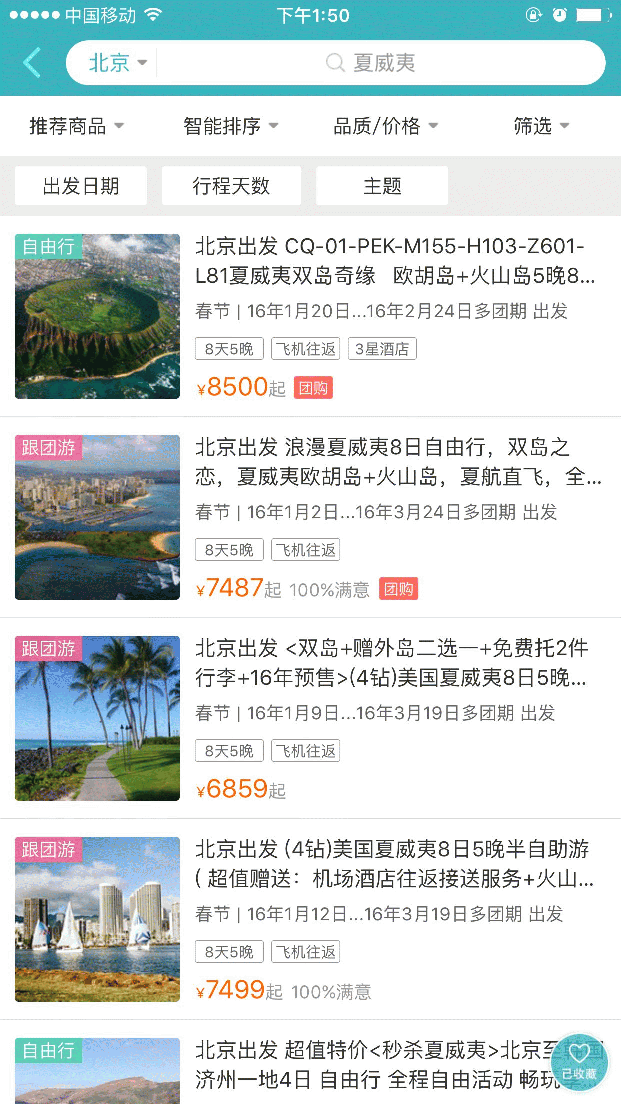 中国移动 下午1:50
北京 夏威夷
推荐商品 智能排序 品质/价格 筛选
出发日期 行程天数 主题
自由行
北京出发 CQ-01-PEK-M155-H103-Z601-
L81夏威夷双岛奇缘 欧胡岛+火山岛5晚8...
春节 | 16年1月20日...16年2月24日多团期 出发
8天5晚 飞机往返 3星酒店
¥8500起 团购
跟团游
北京出发 浪漫夏威夷8日自由行，双岛之
恋，夏威夷欧胡岛+火山岛，夏航直飞，全...
春节 | 16年1月2日...16年3月24日多团期 出发
8天5晚 飞机往返
¥7487起 100%满意 团购
跟团游
北京出发 <双岛+赠外岛二选一+免费托2件
行李+16年预售>(4钻)美国夏威夷8日5晚...
春节 | 16年1月9日...16年3月19日多团期 出发
8天5晚 飞机往返
¥6859起
跟团游
北京出发 (4钻)美国夏威夷8日5晚半自助游
( 超值赠送：机场酒店往返接送服务+火山...
春节 | 16年1月12日...16年3月19日多团期 出发
8天5晚 飞机往返
¥7499起 100%满意
自由行
北京出发 超值特价<秒杀夏威夷>北京至韩国
济州一地4日 自由行 全程自由活动 畅玩
已收藏